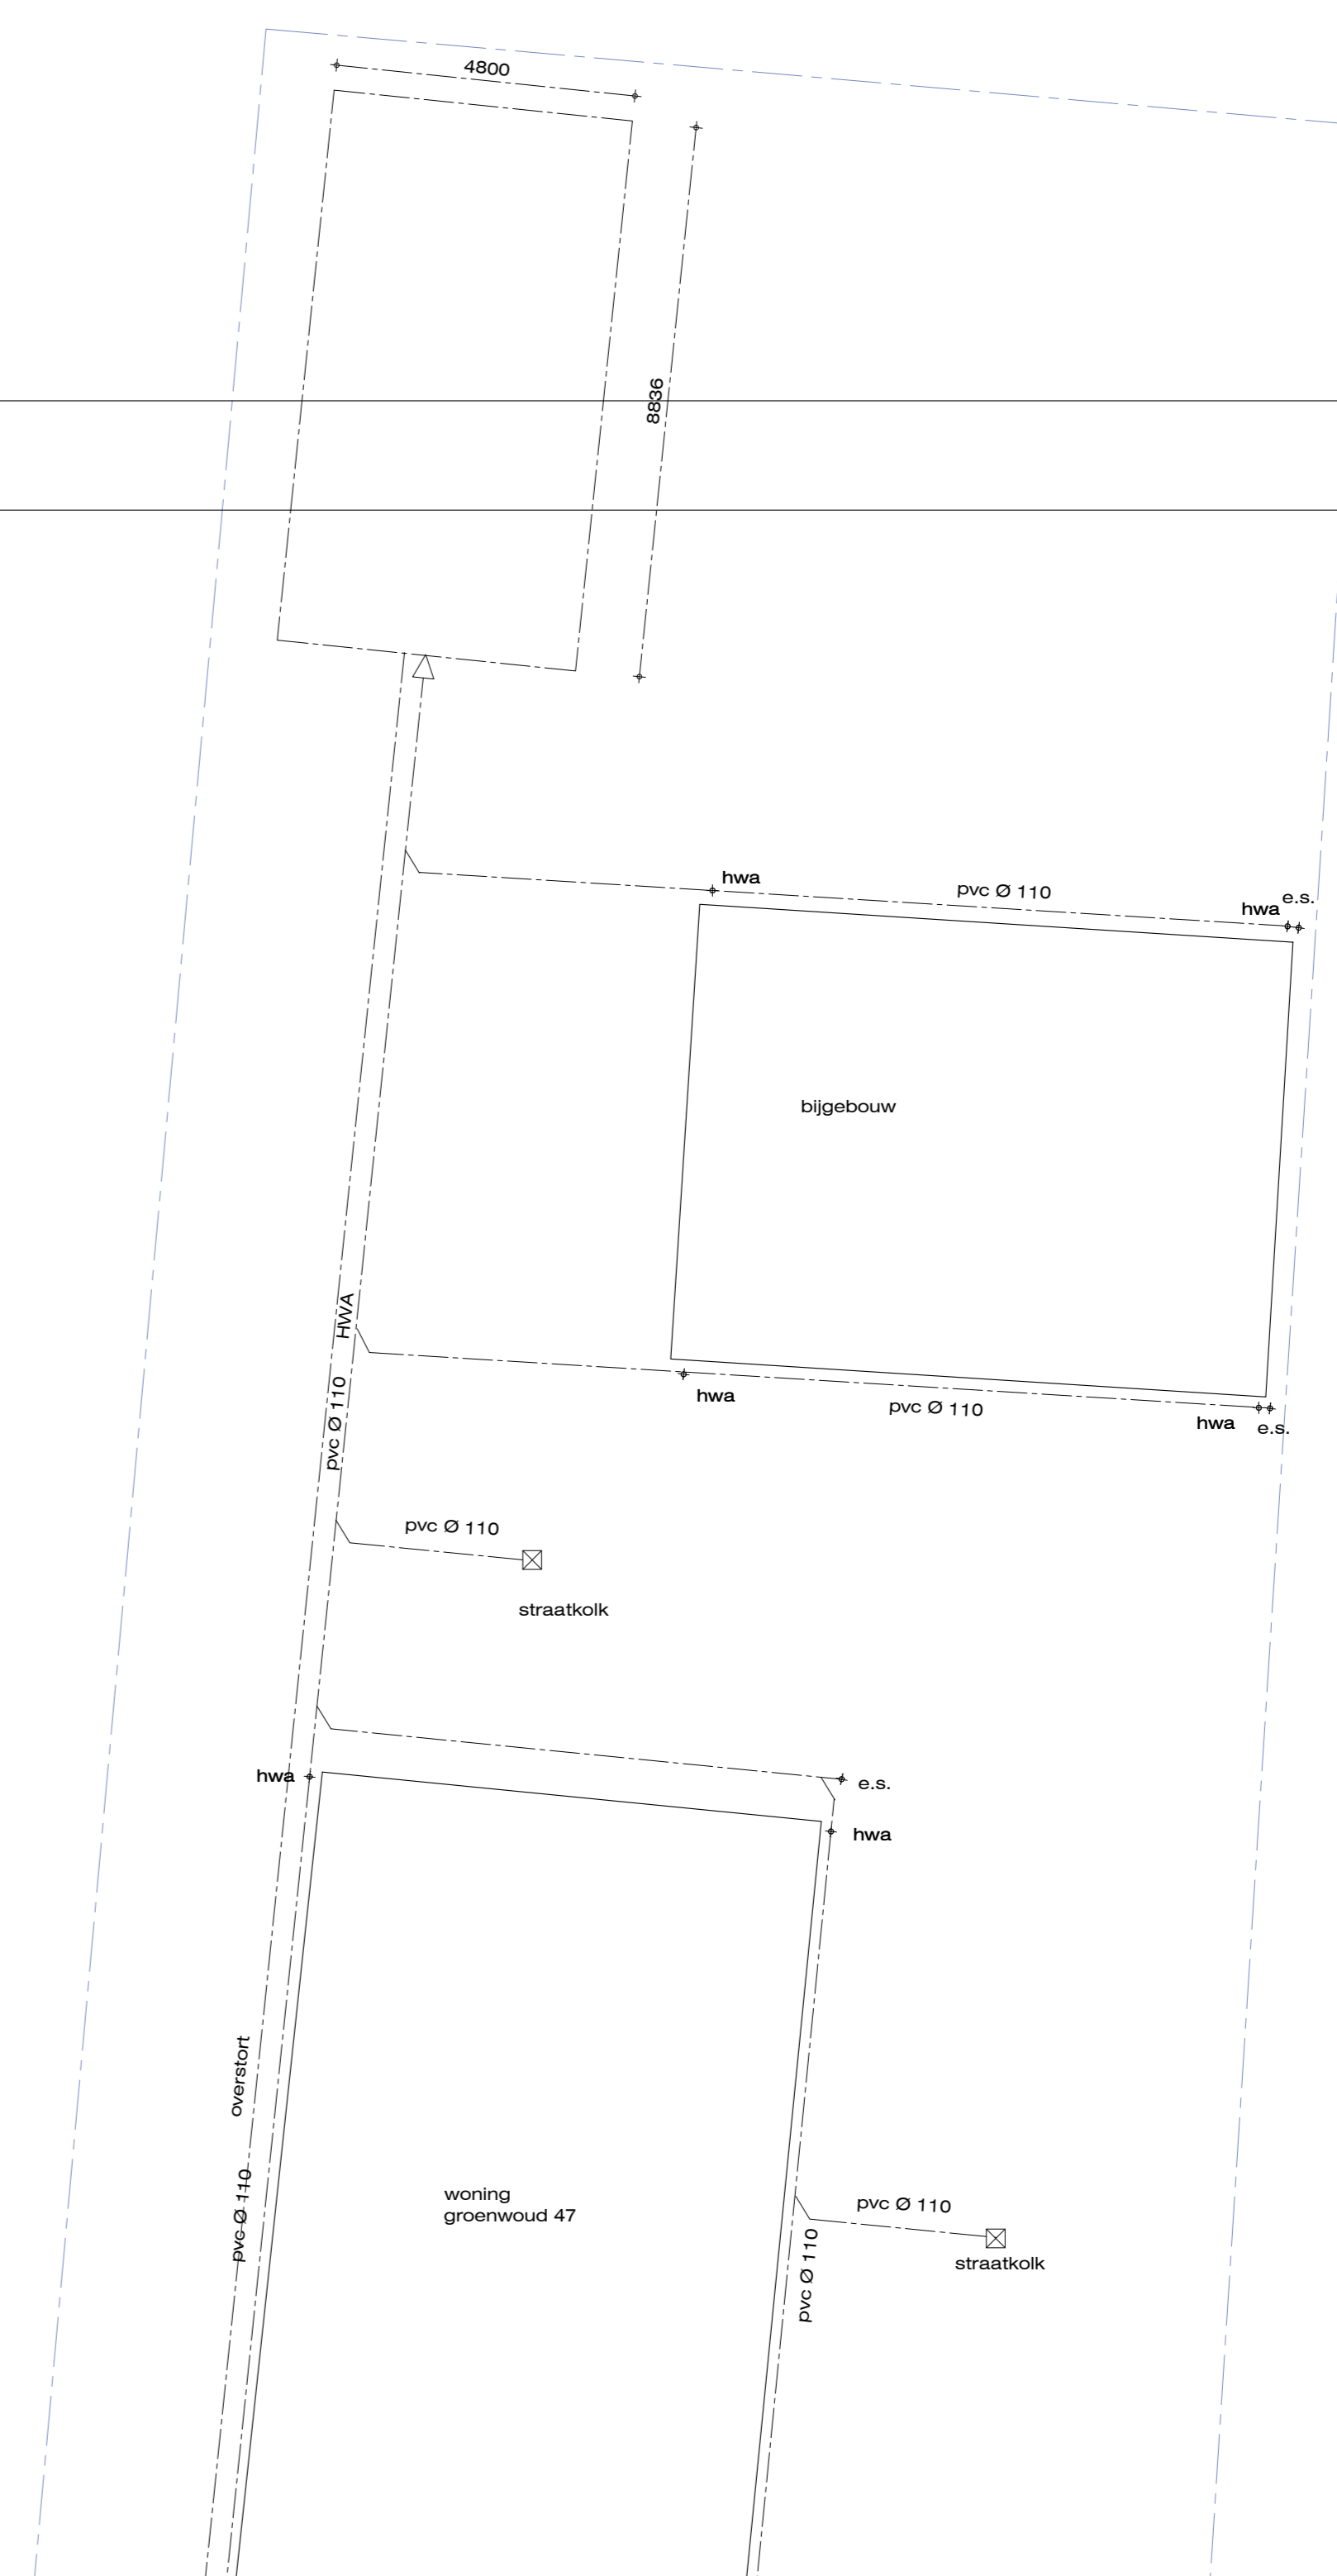 4800
8836
hwa
pvc Ø 110
e.s.
hwa
bijgebouw
HWA
pvc Ø 110
hwa
pvc Ø 110
hwa
e.s.
pvc Ø 110
straatkolk
hwa
e.s.
hwa
overstort
pvc Ø 110
woning
groenwoud 47
pvc Ø 110
straatkolk
pvc Ø 110